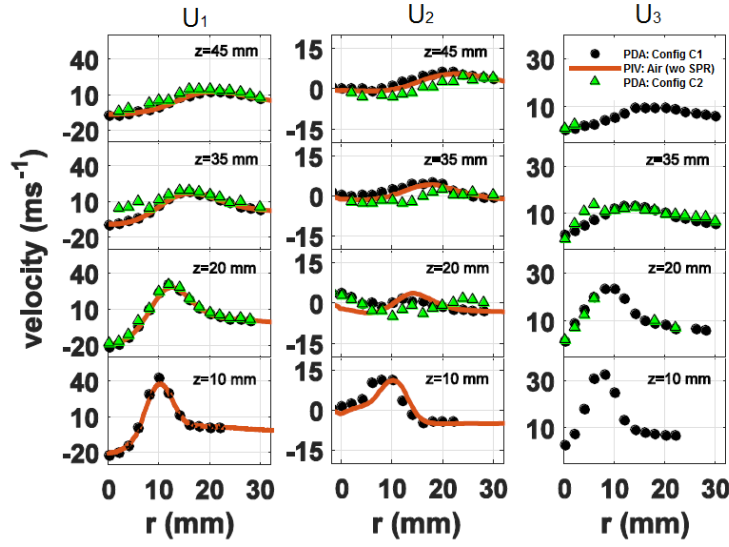 U1 U2 U3
velocity (ms-1)
z=45 mm
40
10
-20
z=45 mm
15
0
-15
PDA: Config C1
PIV: Air (wo SPR)
PDA: Config C2
30
10
z=35 mm
40
10
-20
z=35 mm
15
0
-15
z=35 mm
30
10
z=20 mm
40
10
-20
z=20 mm
15
0
-15
z=20 mm
30
10
z=10 mm
40
10
-20
z=10 mm
15
0
-15
z=10 mm
30
10
0 10 20 30
0 10 20 30
0 10 20 30
r (mm) r (mm) r (mm)